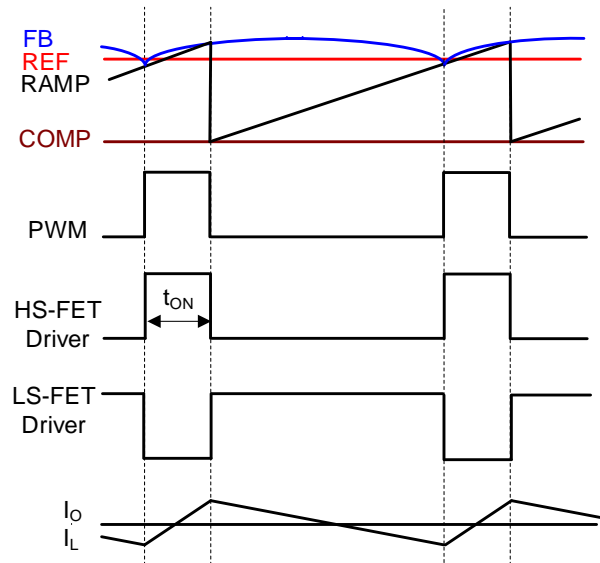 FB
REF
RAMP
COMP
PWM
HS-FET
Driver
tON
LS-FET
Driver
IO
IL